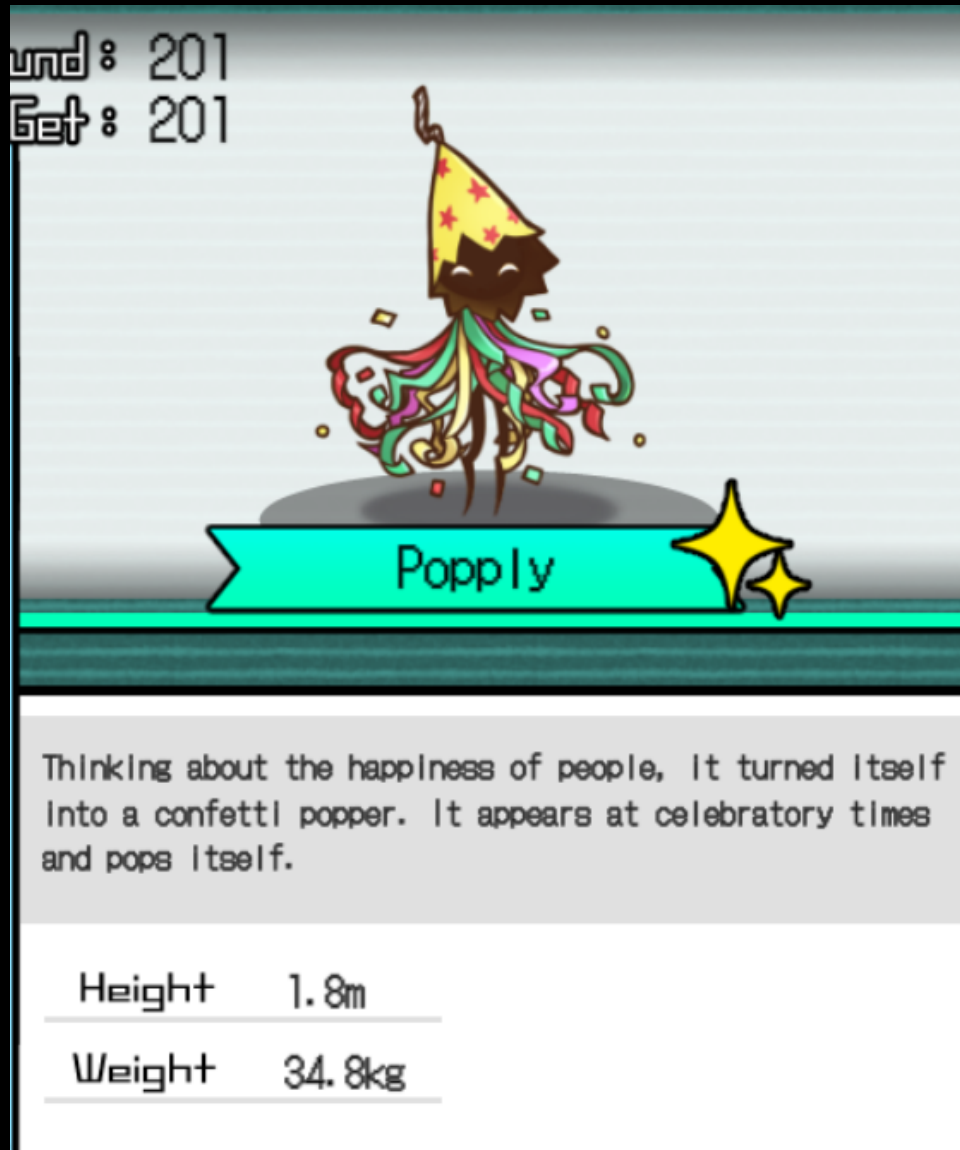 und: 201
Get: 201
Popply
Thinking about the happiness of people, it turned itself
into a confetti popper. It appears at celebratory times
and pops itself.
Height 1.8m
Weight 34.8kg